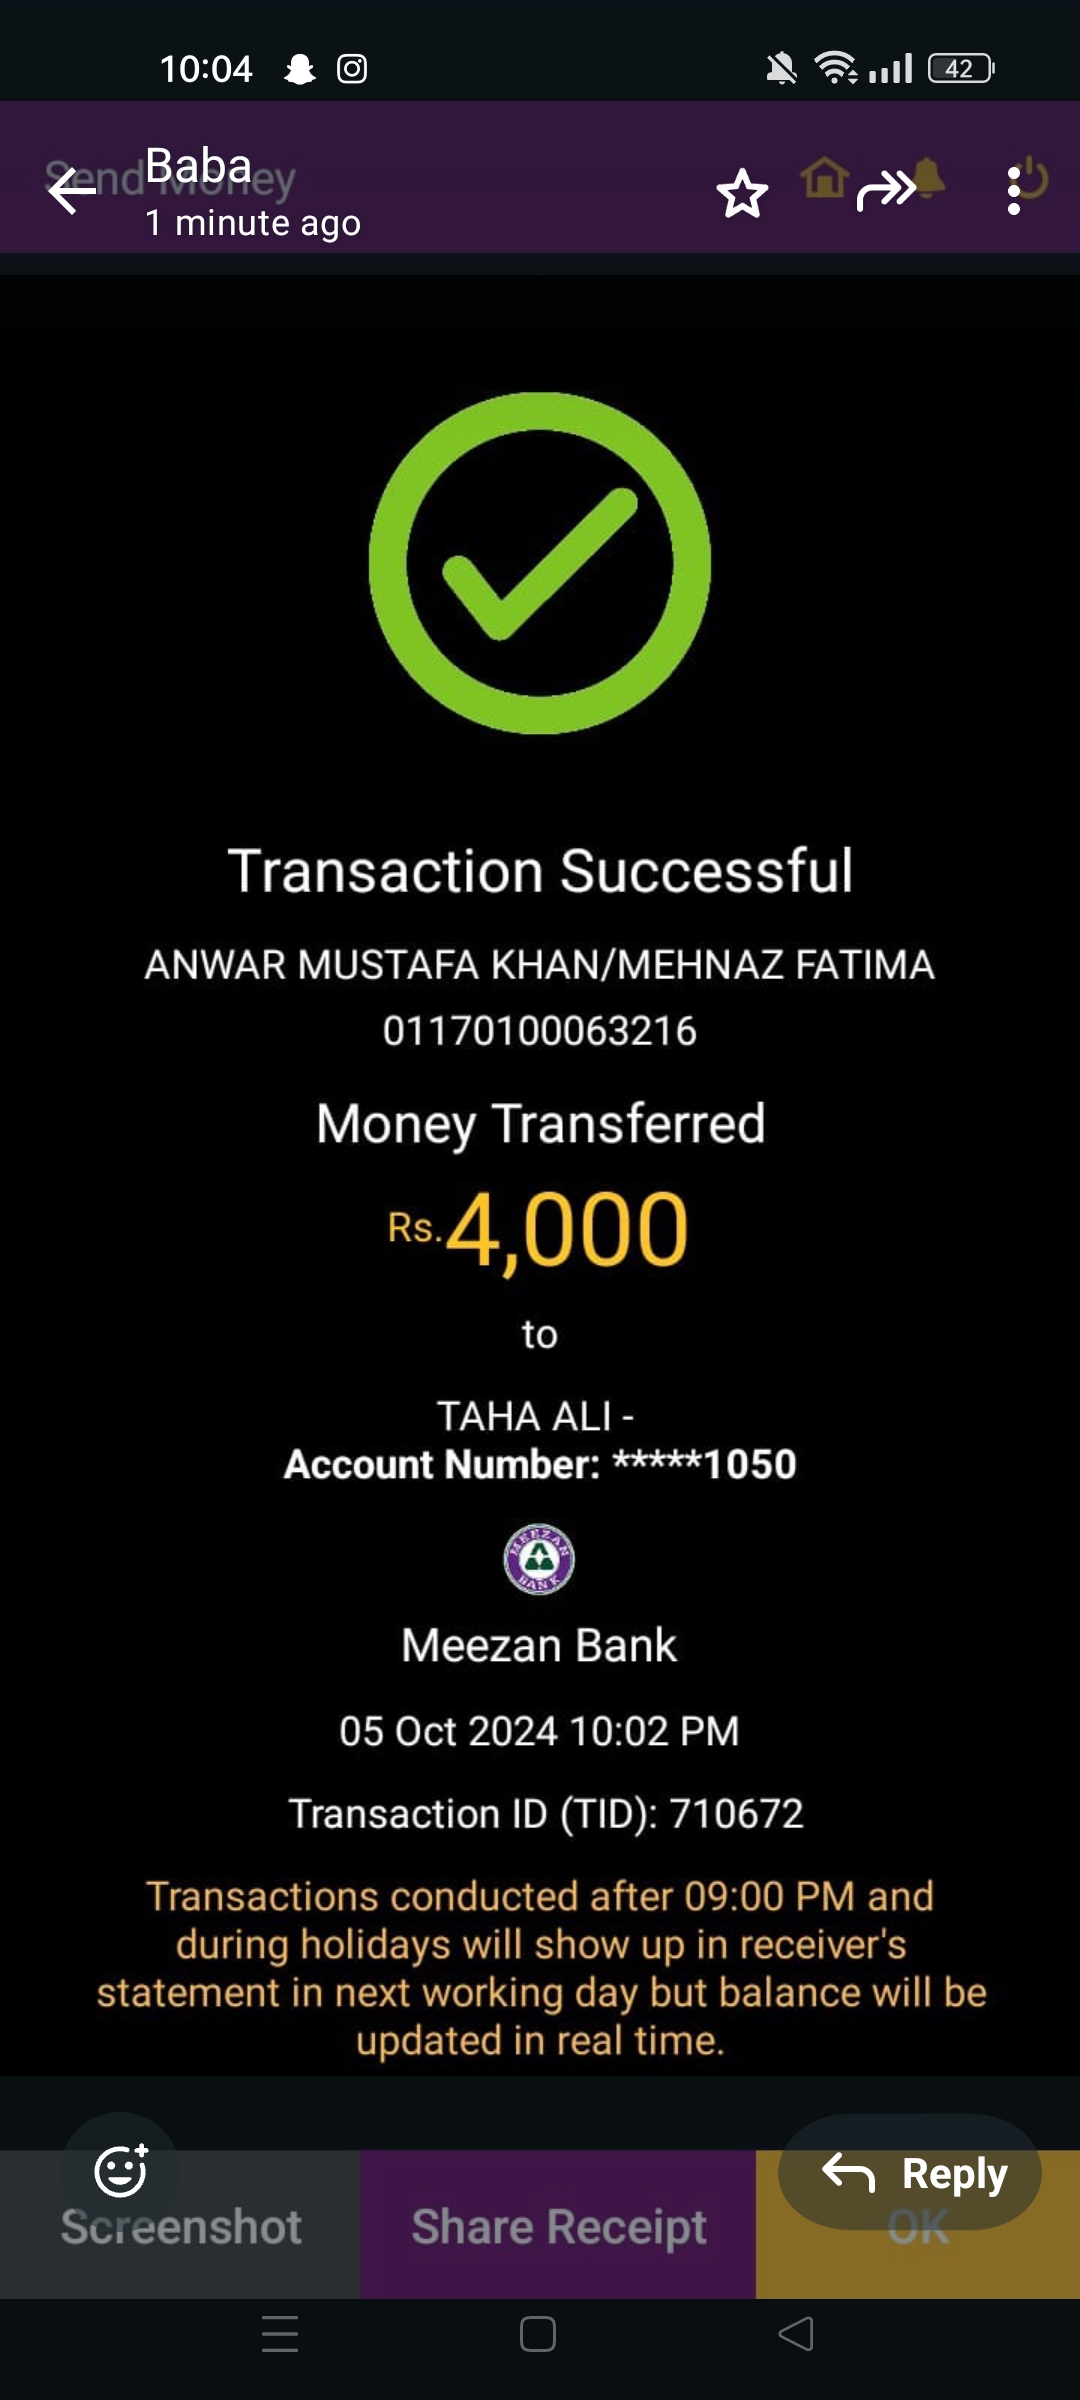 10:04
42
Send Money
Baba
1 minute ago
Transaction Successful
ANWAR MUSTAFA KHAN/MEHNAZ FATIMA
01170100063216
Money Transferred
Rs.4,000
to
TAHA ALI -
Account Number: *****1050
MEEZAN
BANK
Meezan Bank
05 Oct 2024 10:02 PM
Transaction ID (TID): 710672
Transactions conducted after 09:00 PM and
during holidays will show up in receiver's
statement in next working day but balance will be
updated in real time.
Reply
Screenshot
Share Receipt
OK